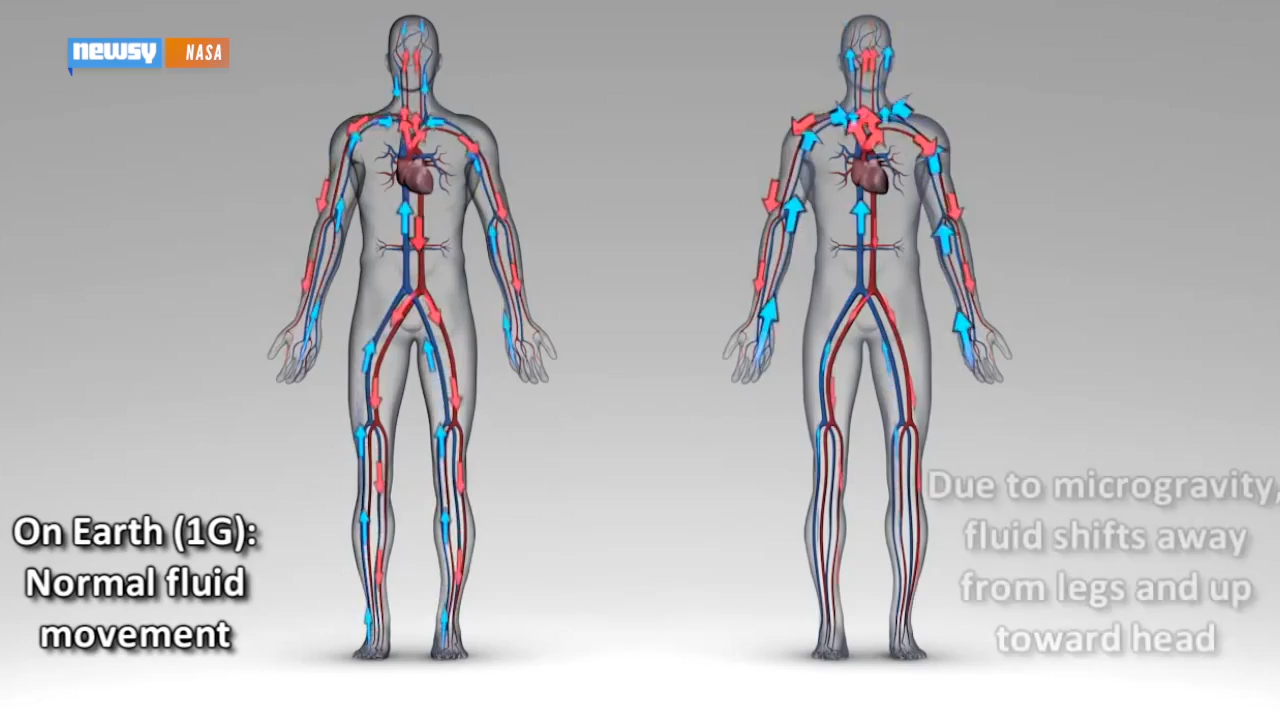 newsy NASA
On Earth (1G):
Normal fluid
movement
Due to microgravity,
fluid shifts away
from legs and up
toward head